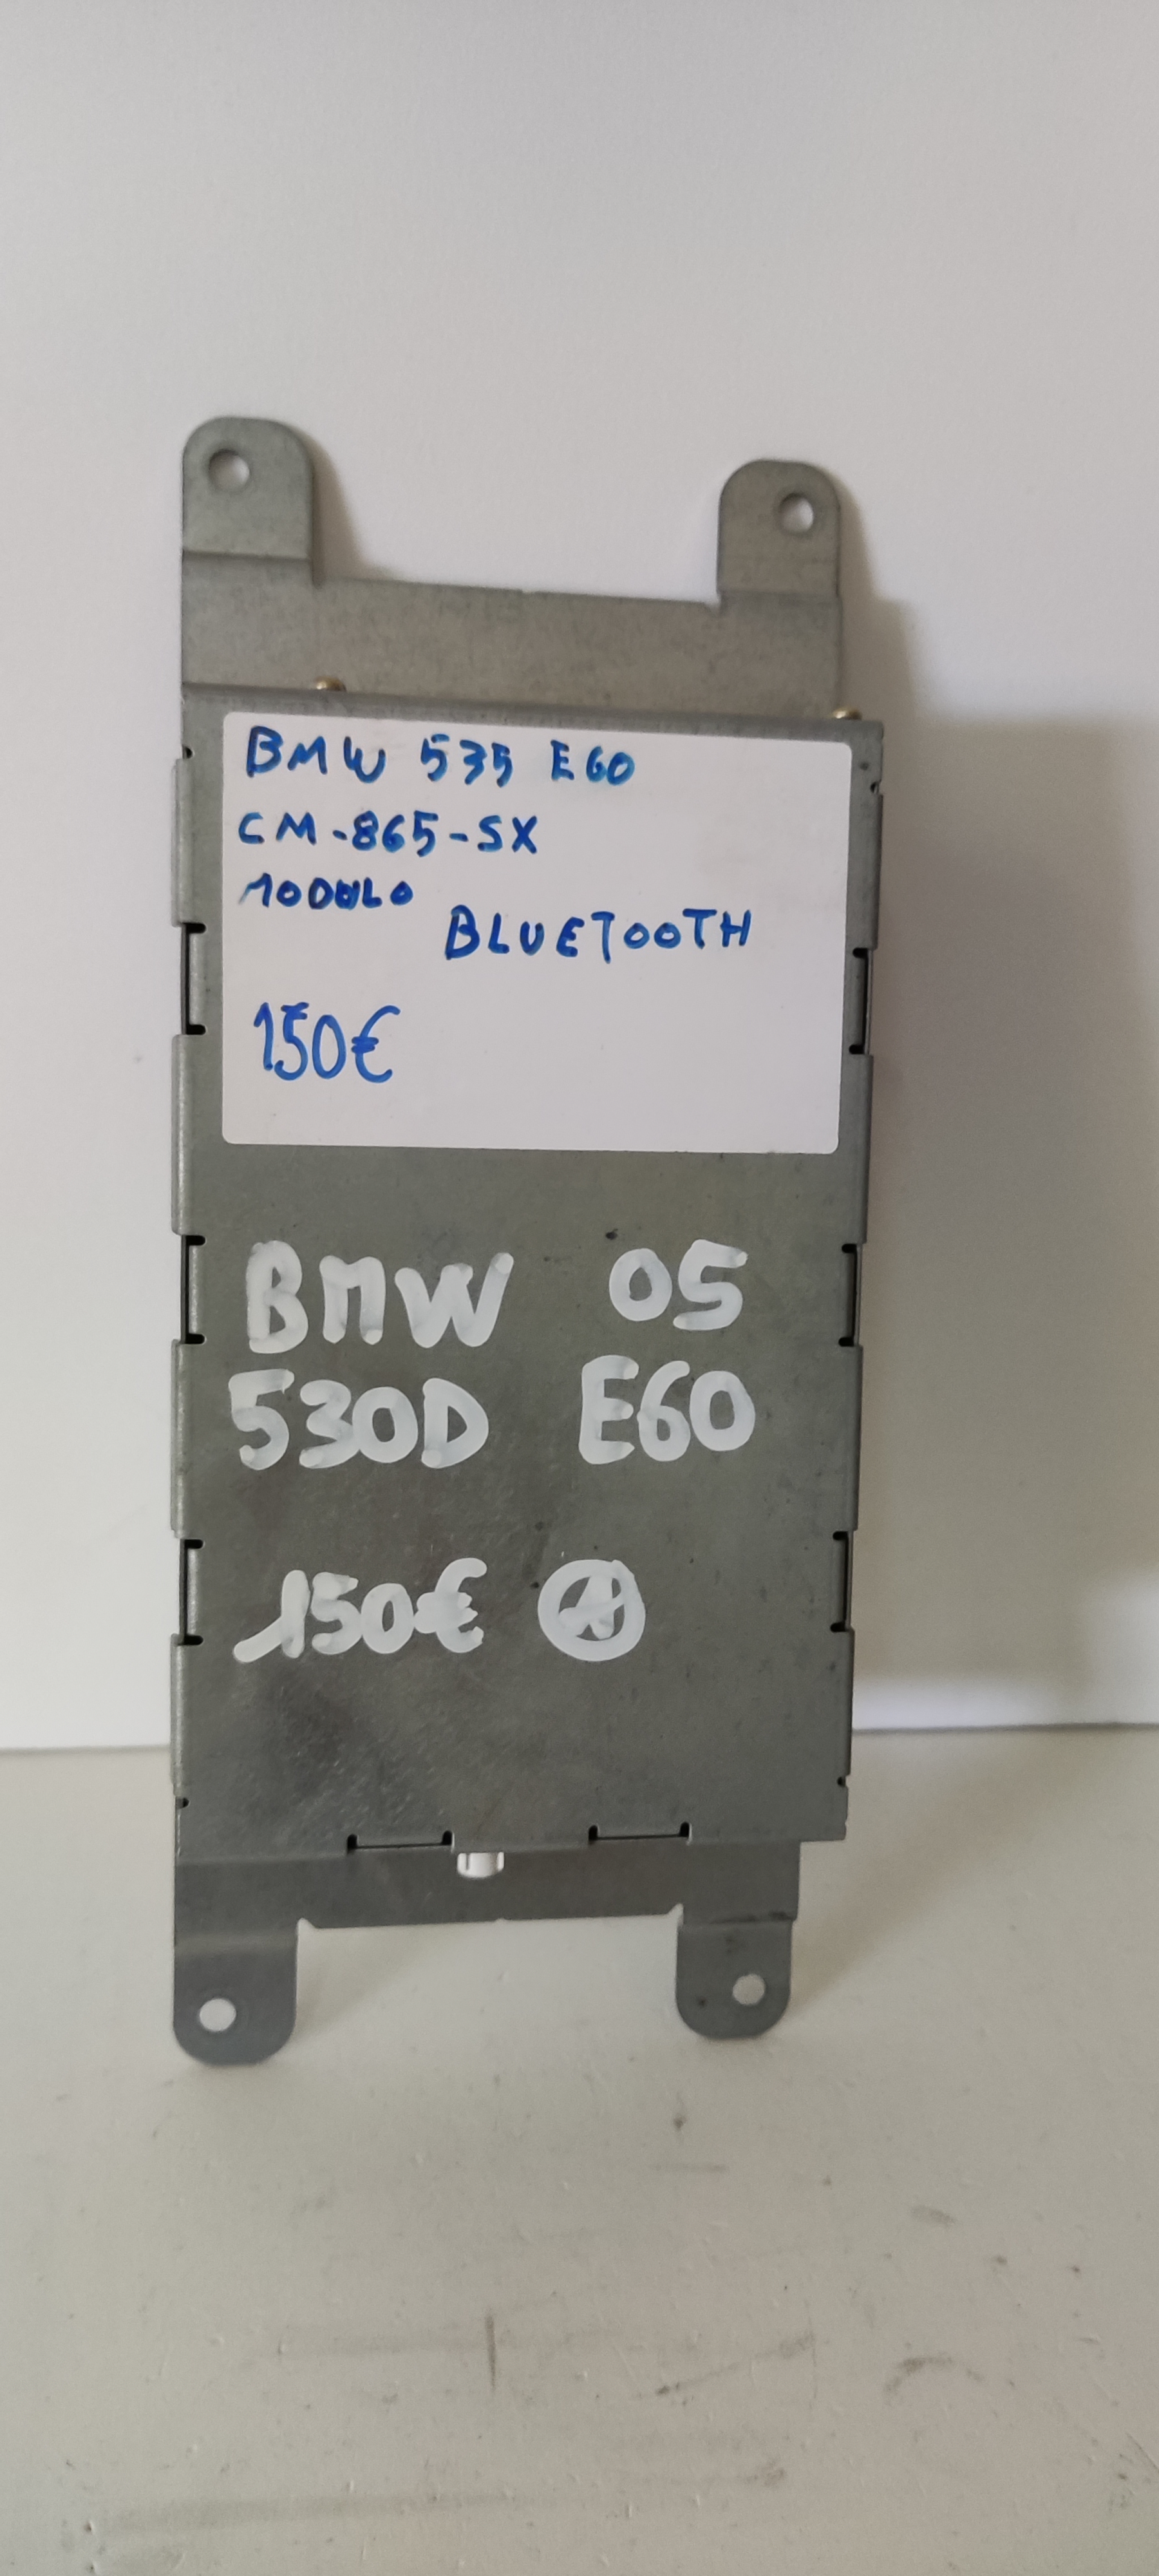 BMW 535 E60
CM-865-SX
MODULO
BLUETOOTH
150€
BMW 05
530D E60
150€